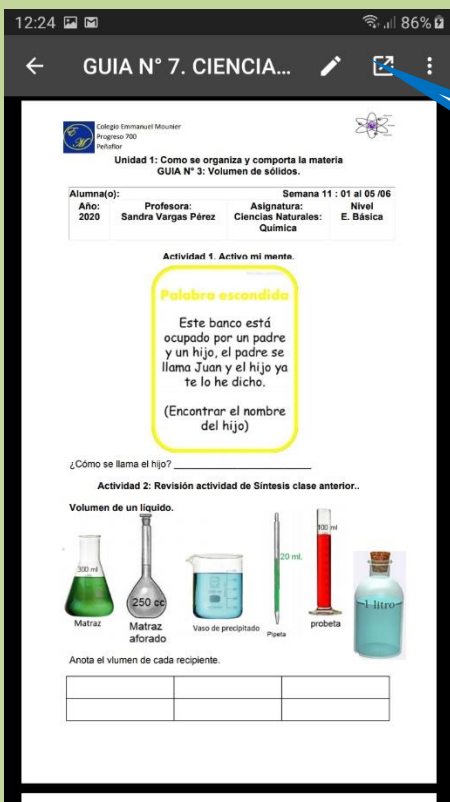 12:24 86%
GUIA N° 7. CIENCIA...
Colegio Emmanuel Mounier
Progreso 700
Peñaflor
Unidad 1: Como se organiza y comporta la materia
GUIA N° 3: Volumen de sólidos.
Alumna(o): Semana 11 : 01 al 05 /06
Año: Profesora: Asignatura: Nivel
2020 Sandra Vargas Pérez Ciencias Naturales: E. Básica
Química
Actividad 1. Activo mi mente.
Palabra escondida
Este banco está
ocupado por un padre
y un hijo, el padre se
llama Juan y el hijo ya
te lo he dicho.
(Encontrar el nombre
del hijo)
¿Cómo se llama el hijo? ____________________
Actividad 2: Revisión actividad de Síntesis clase anterior..
Volumen de un líquido.
300 ml
250 cc
20 ml.
100 ml
1 litro
Matraz
Matraz
aforado
Vaso de precipitado
Pipeta
probeta
Anota el vlumen de cada recipiente.